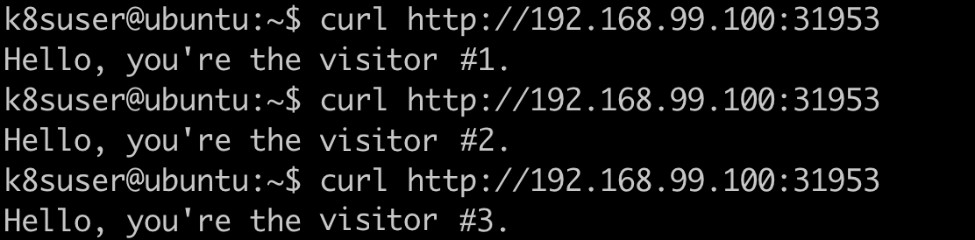 k8suser@ubuntu:~$ curl http://192.168.99.100:31953
Hello, you're the visitor #1.
k8suser@ubuntu:~$ curl http://192.168.99.100:31953
Hello, you're the visitor #2.
k8suser@ubuntu:~$ curl http://192.168.99.100:31953
Hello, you're the visitor #3.